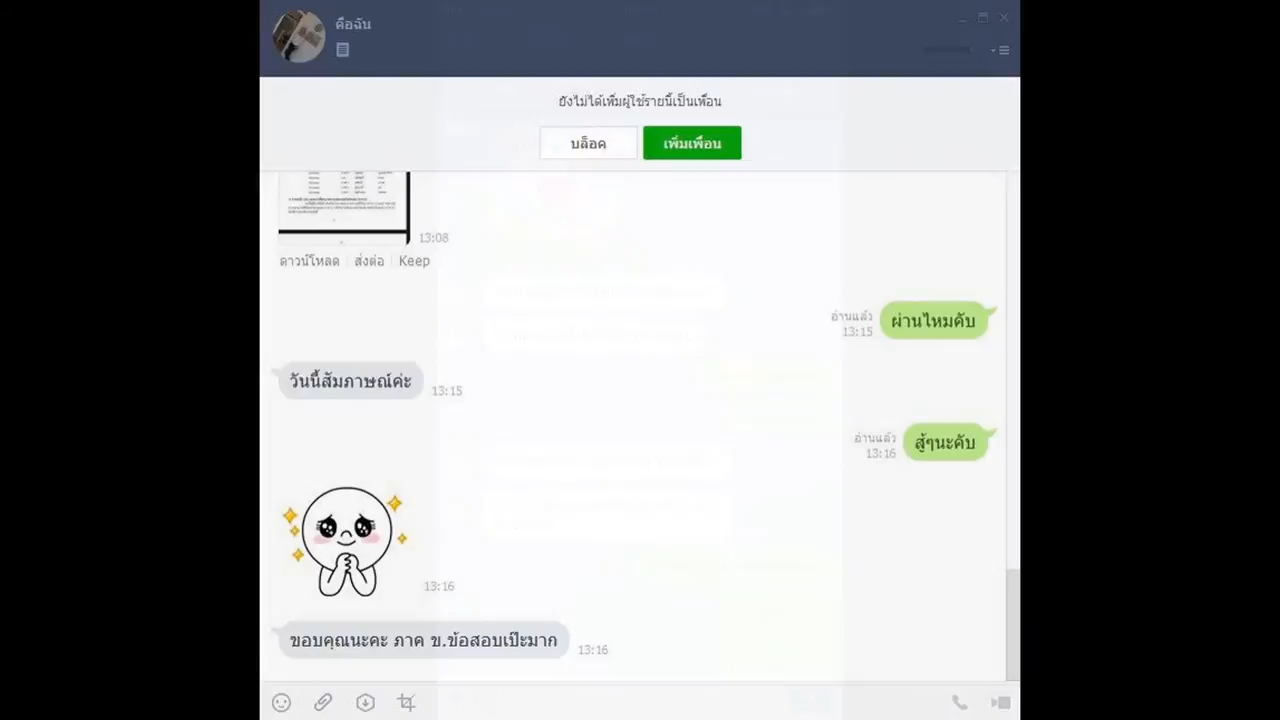 คือฉัน
ยังไม่ได้เพิ่มผู้ใช้รายนี้เป็นเพื่อน
บล็อค
เพิ่มเพื่อน
13:08
ดาวน์โหลด ส่งต่อ Keep
อ่านแล้ว
13:15
ผ่านไหมคับ
วันนี้สัมภาษณ์ค่ะ
13:15
อ่านแล้ว
13:16
สู้ๆนะคับ
13:16
ขอบคุณนะคะ ภาค ข.ข้อสอบเป๊ะมาก
13:16